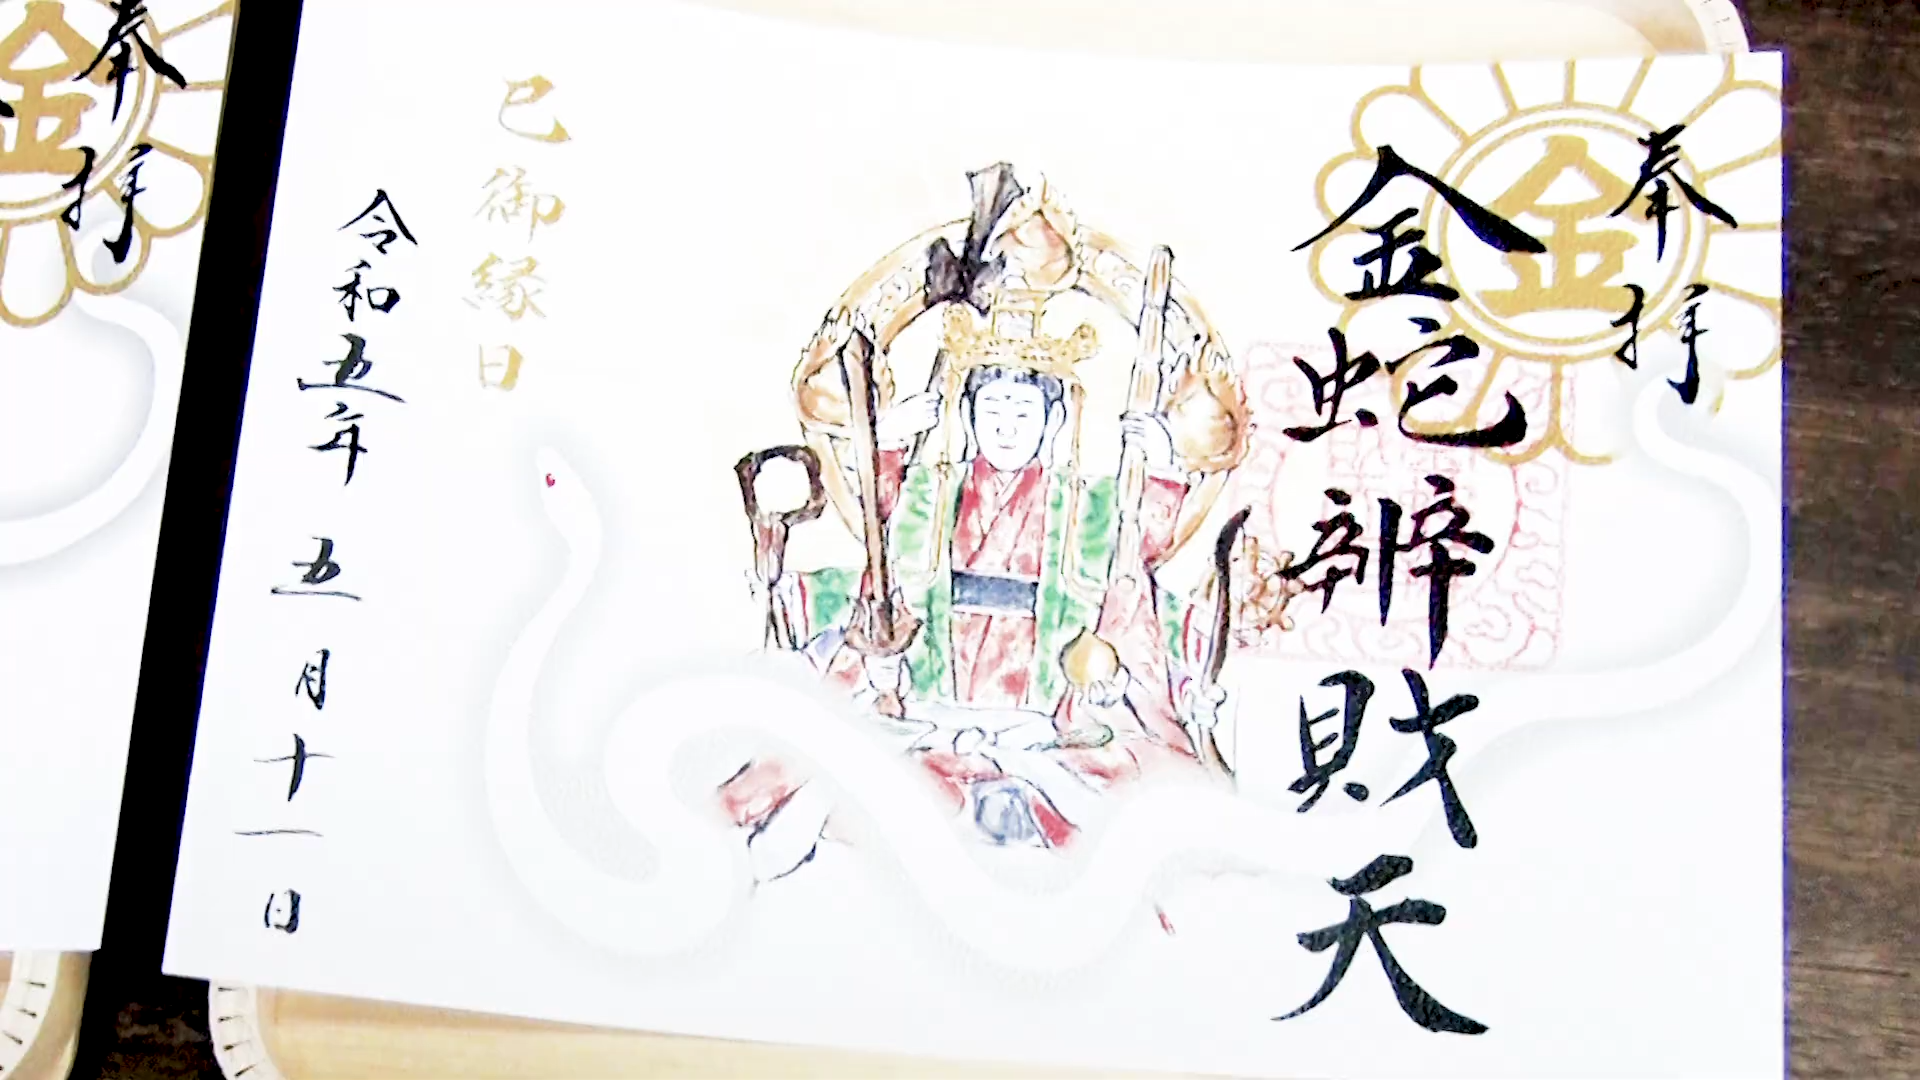 奉拝
金
金蛇辨財天
巳御縁日
令和五年 五月十一日
奉拝
金